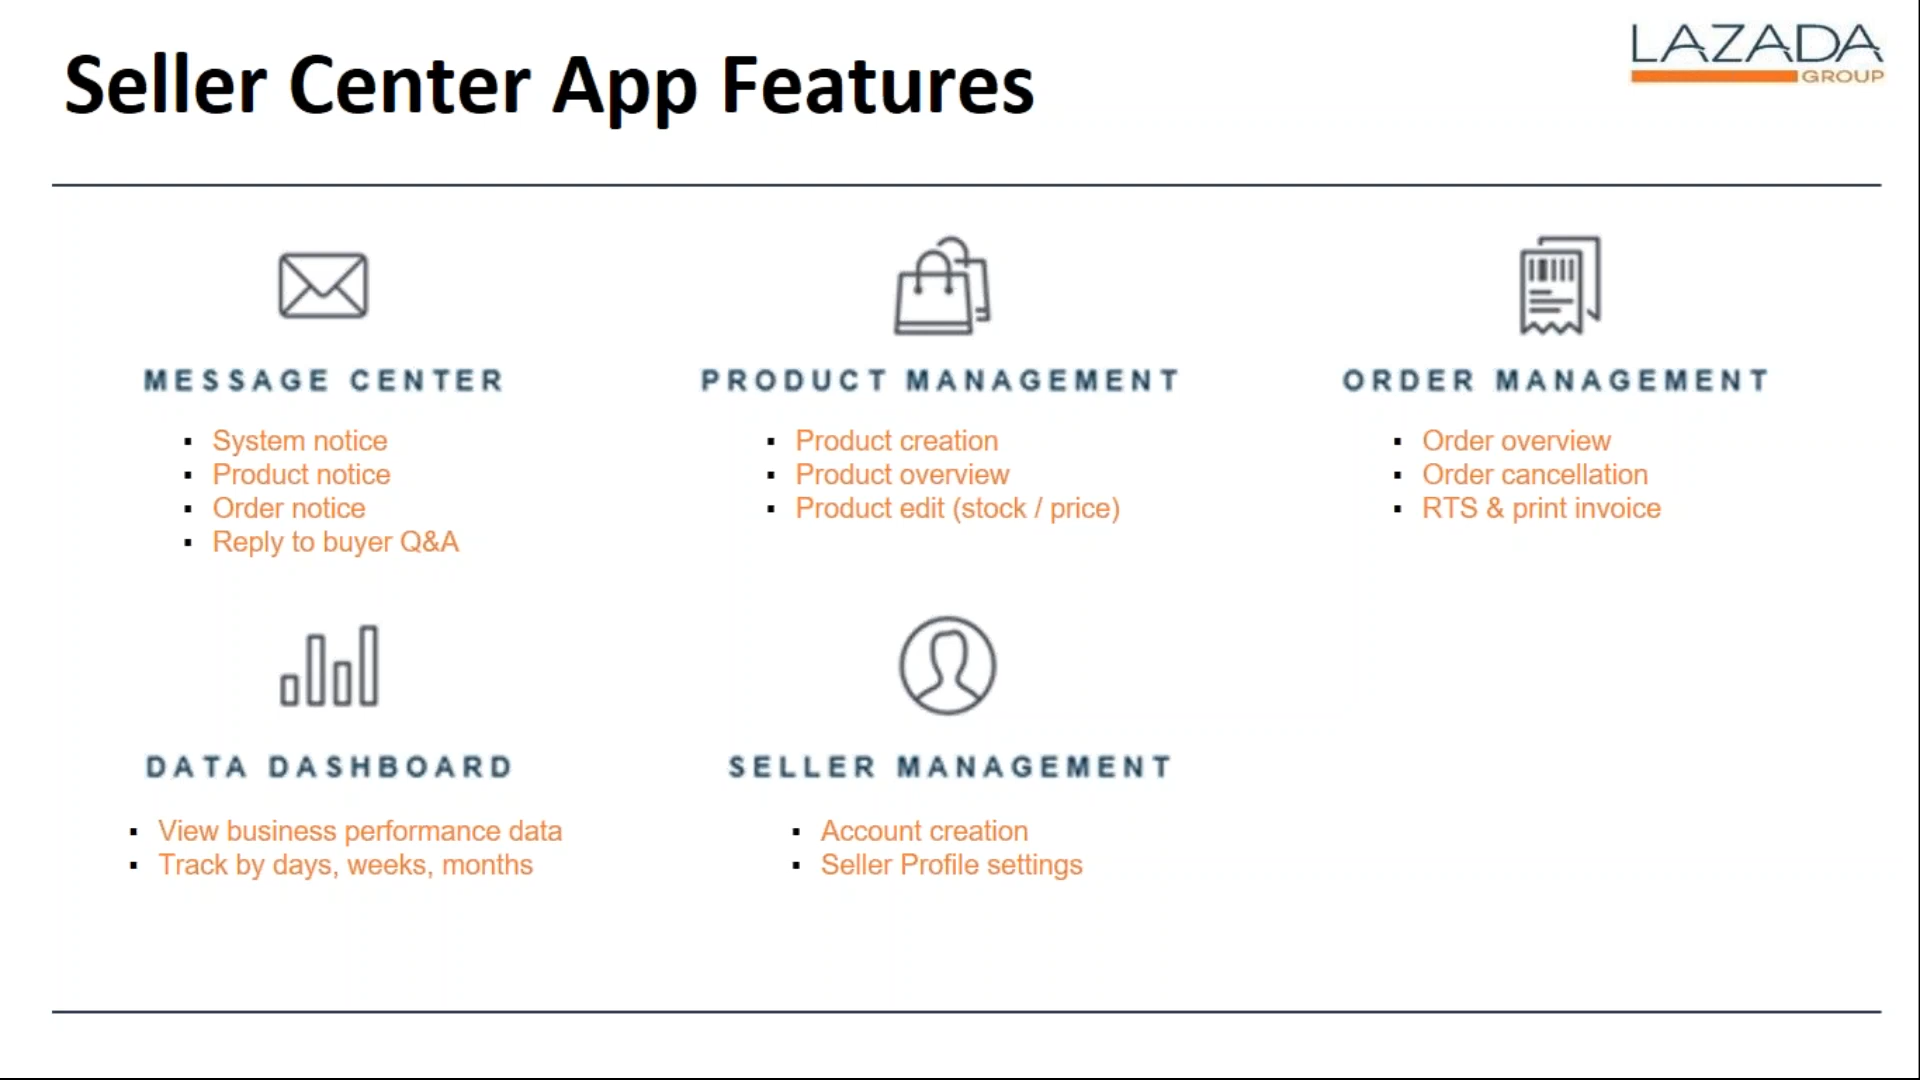 Seller Center App Features
LAZADA
GROUP
MESSAGE CENTER
▪ System notice
▪ Product notice
▪ Order notice
▪ Reply to buyer Q&A
PRODUCT MANAGEMENT
▪ Product creation
▪ Product overview
▪ Product edit (stock / price)
ORDER MANAGEMENT
▪ Order overview
▪ Order cancellation
▪ RTS & print invoice
DATA DASHBOARD
▪ View business performance data
▪ Track by days, weeks, months
SELLER MANAGEMENT
▪ Account creation
▪ Seller Profile settings